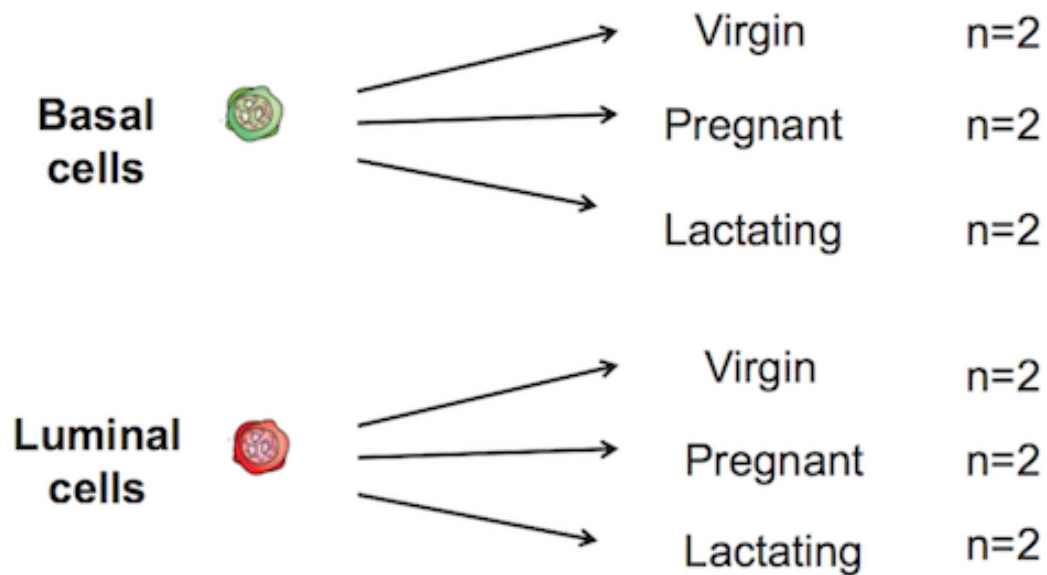 Virgin n=2
Basal cells
Pregnant n=2
Lactating n=2
Virgin n=2
Luminal cells
Pregnant n=2
Lactating n=2